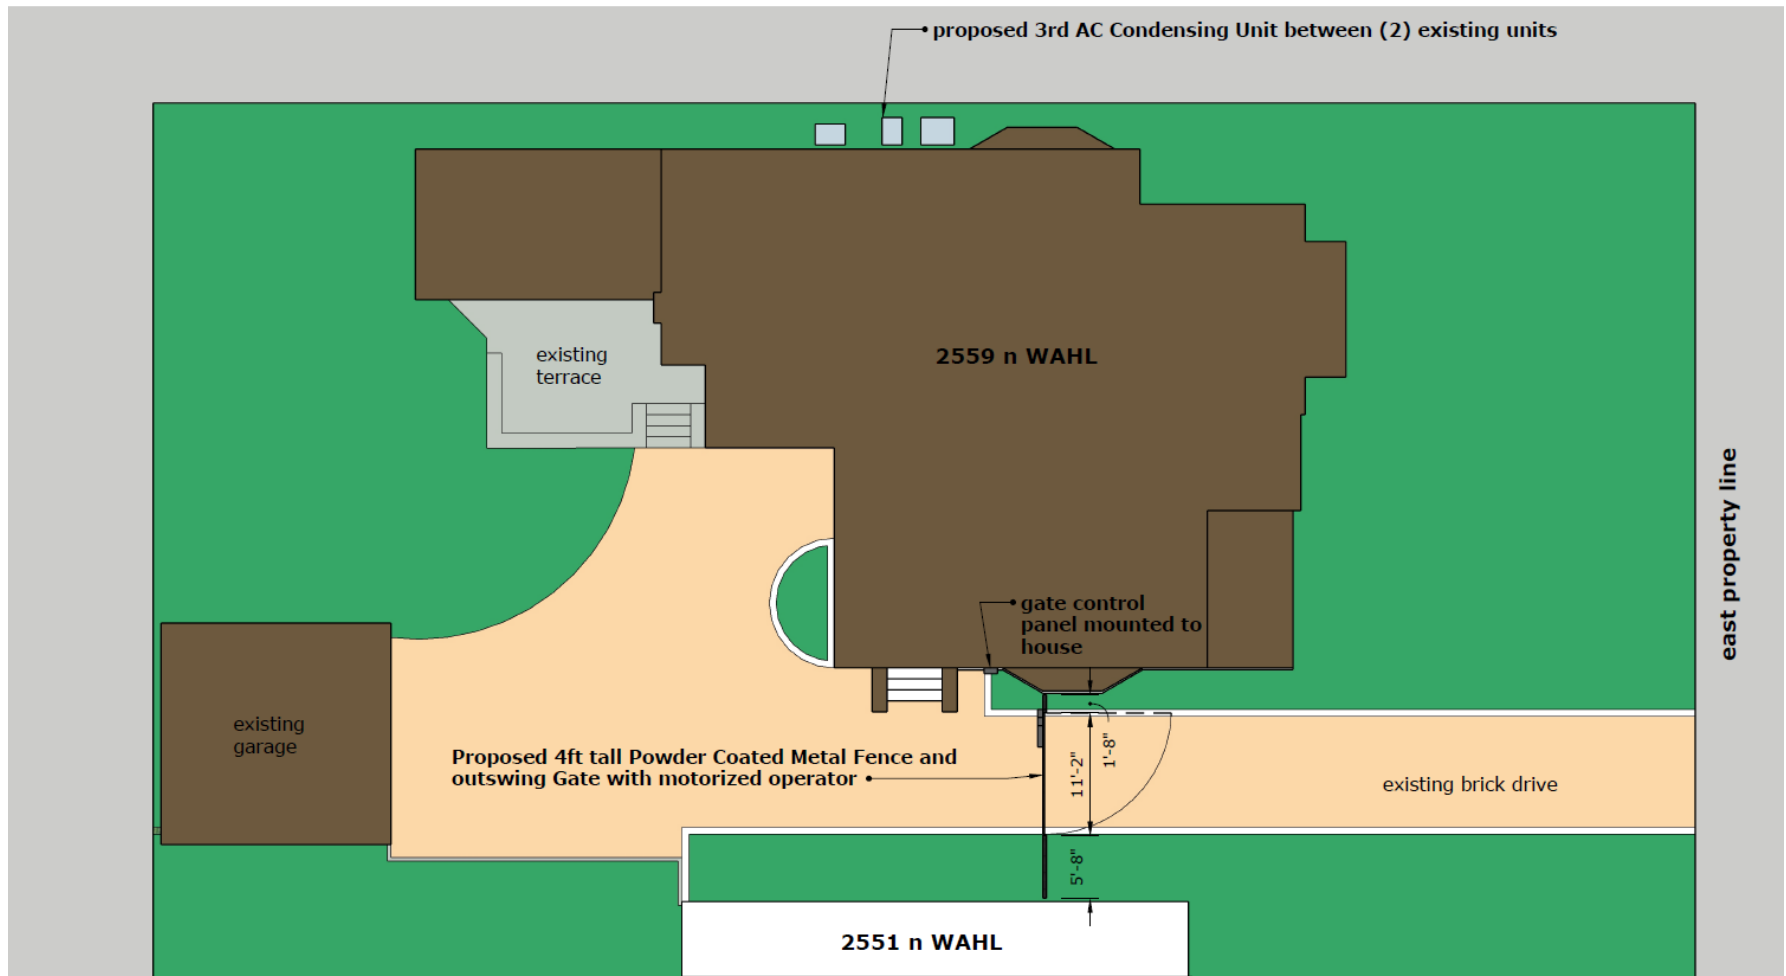 proposed 3rd AC Condensing Unit between (2) existing units
existing
terrace
2559 n WAHL
east property line
gate control
panel mounted to
house
existing
garage
Proposed 4ft tall Powder Coated Metal Fence and
outswing Gate with motorized operator
11'-2"
1'-8"
existing brick drive
5'-8"
2551 n WAHL